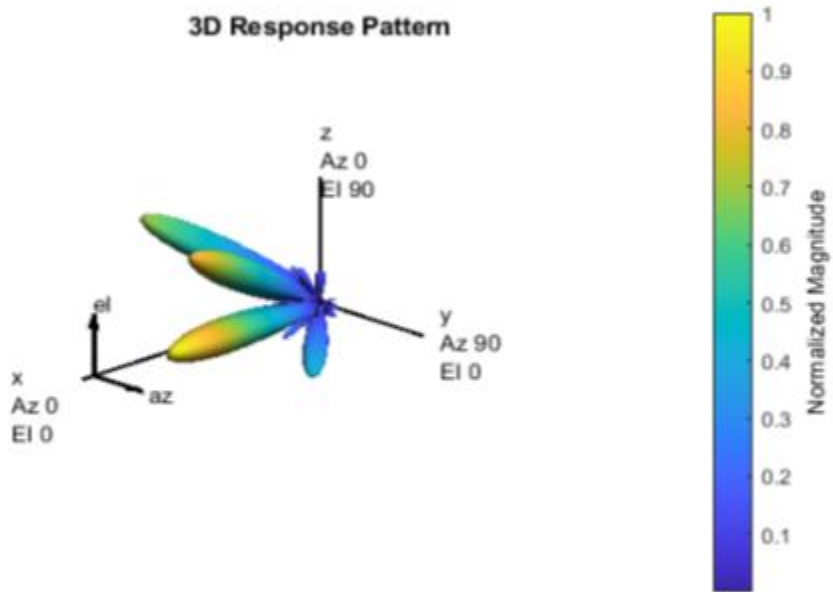 3D Response Pattern
z
Az 0
El 90
el
az
x
Az 0
El 0
y
Az 90
El 0
1
0.9
0.8
0.7
0.6
0.5
0.4
0.3
0.2
0.1
Normalized Magnitude